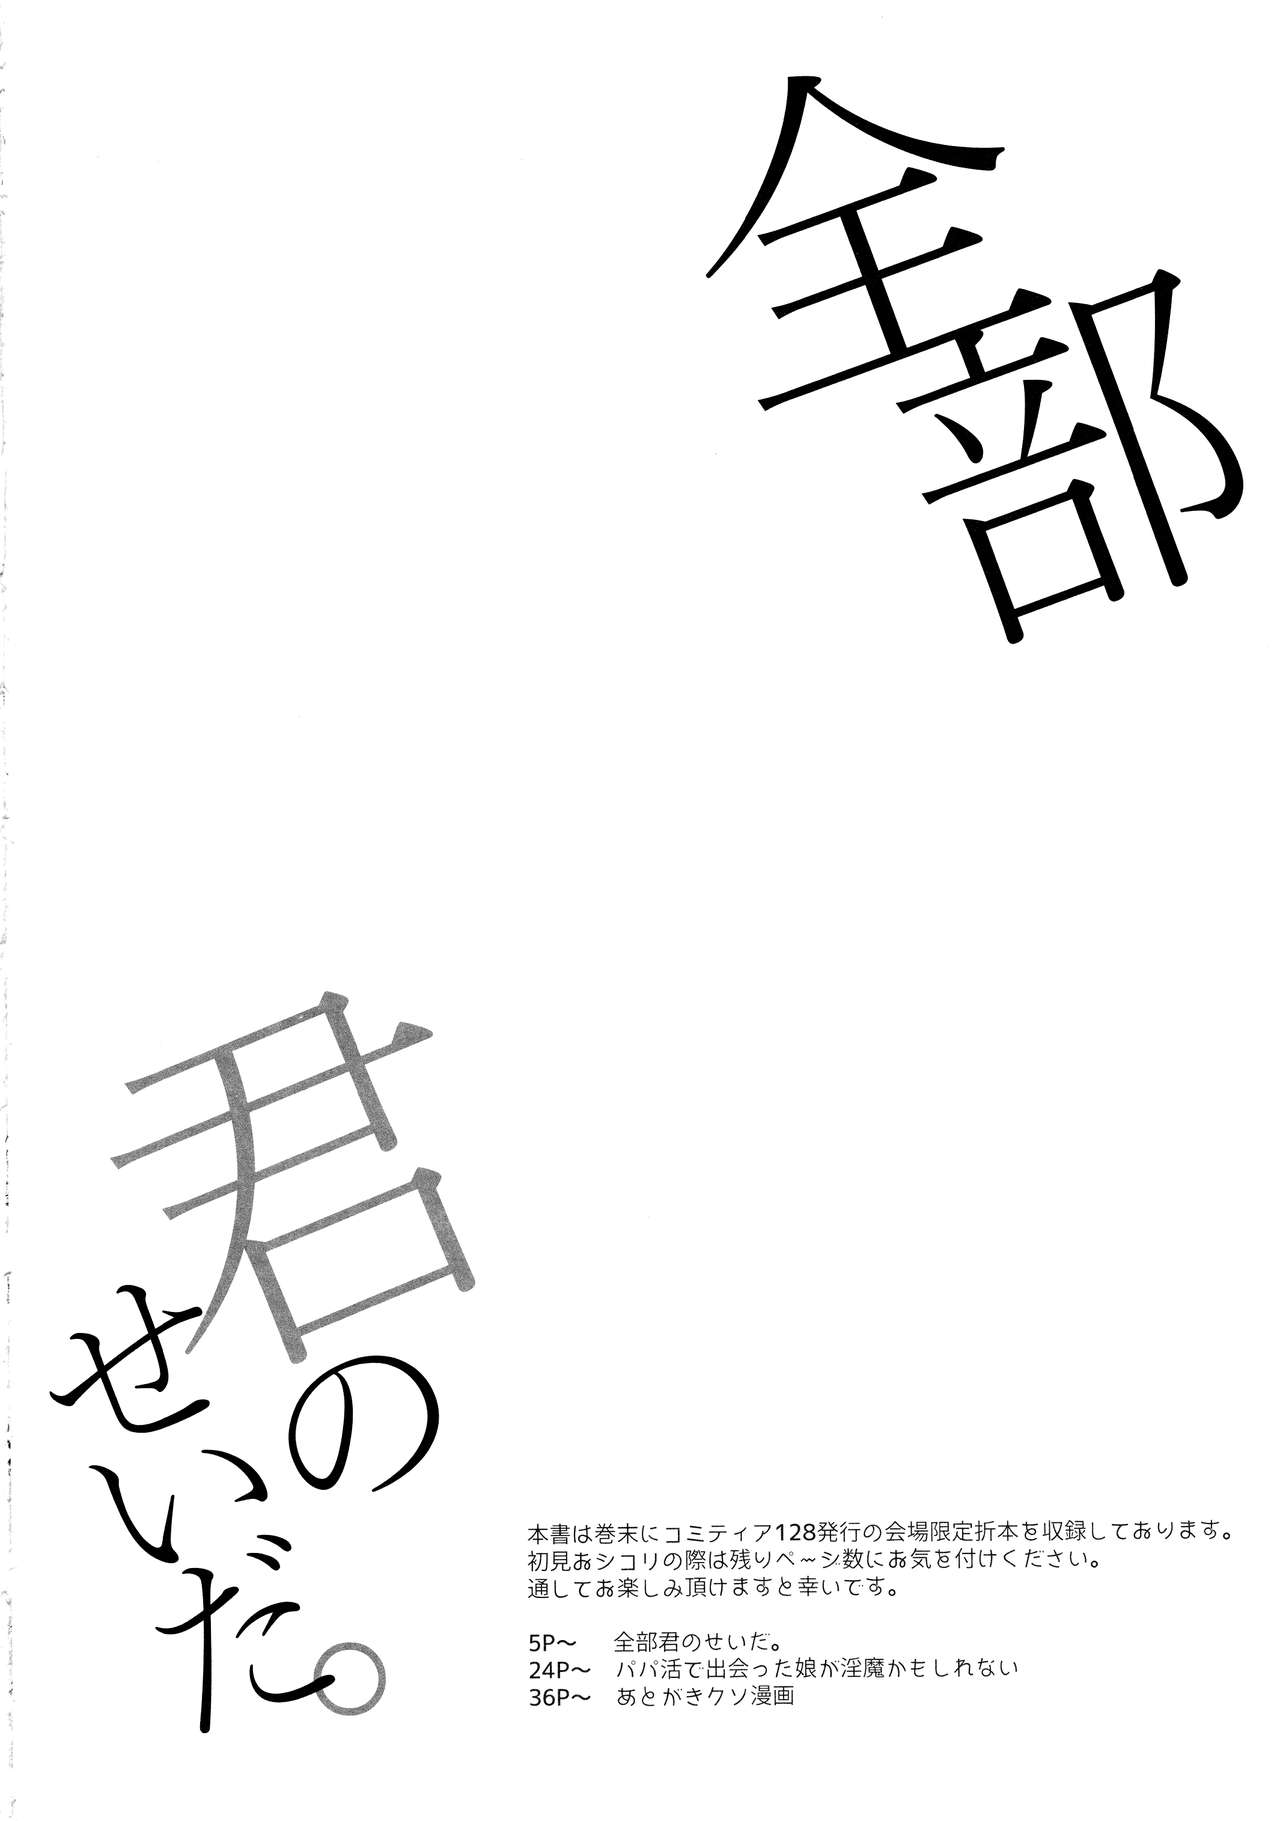 全部
君の
せいだ。
本書は巻末にコミティア128発行の会場限定折本を収録しております。
初見おシコリの際は残りページ数にお気を付けください。
通してお楽しみ頂けますと幸いです。
5P〜　全部君のせいだ。
24P〜　パパ活で出会った娘が淫魔かもしれない
36P〜　あとがきクソ漫画